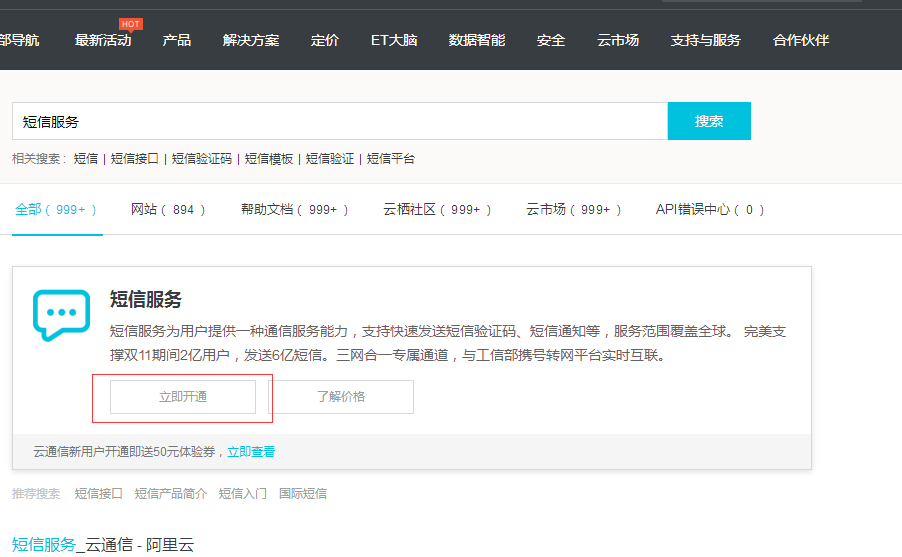 HOT
部导航 最新活动 产品 解决方案 定价 ET大脑 数据智能 安全 云市场 支持与服务 合作伙伴
短信服务 搜索
相关搜索: 短信 | 短信接口 | 短信验证码 | 短信模板 | 短信验证 | 短信平台
全部（ 999+ ） 网站（ 894 ） 帮助文档（ 999+ ） 云栖社区（ 999+ ） 云市场（ 999+ ） API错误中心（ 0 ）
短信服务
短信服务为用户提供一种通信服务能力，支持快速发送短信验证码、短信通知等，服务范围覆盖全球。 完美支
撑双11期间2亿用户，发送6亿短信。三网合一专属通道，与工信部携号转网平台实时互联。
立即开通 了解价格
云通信新用户开通即送50元体验券，立即查看
推荐搜索 短信接口 短信产品简介 短信入门 国际短信
短信服务_云通信 - 阿里云